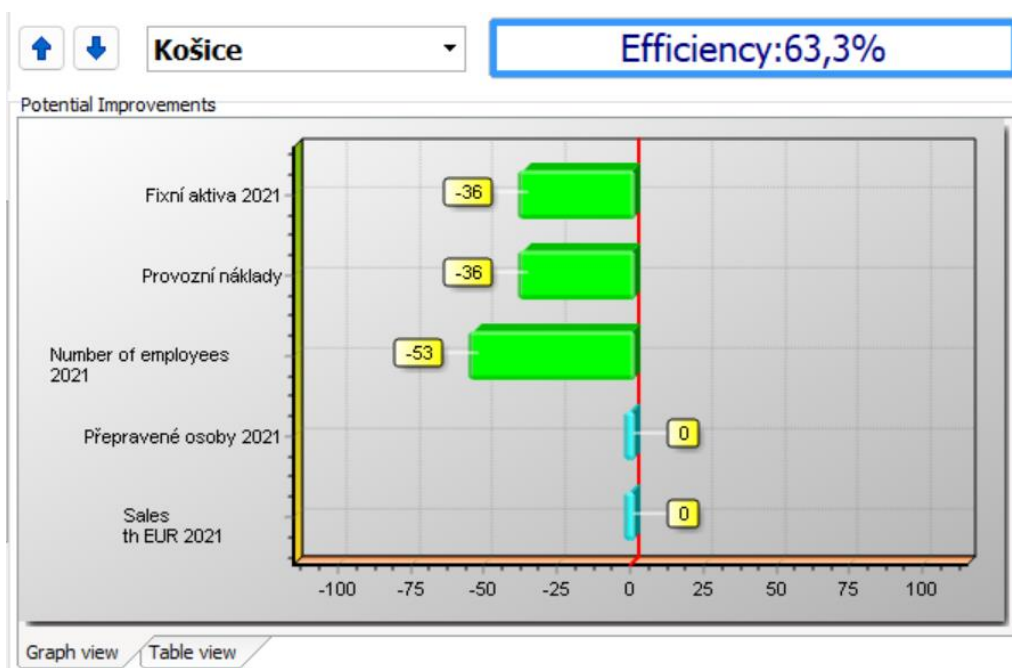 Košice
Efficiency:63,3%
Potential Improvements
Fixní aktiva 2021
-36
Provozní náklady
-36
Number of employees
2021
-53
Přepravené osoby 2021
0
Sales
th EUR 2021
0
-100 -75 -50 -25 0 25 50 75 100
Graph view Table view